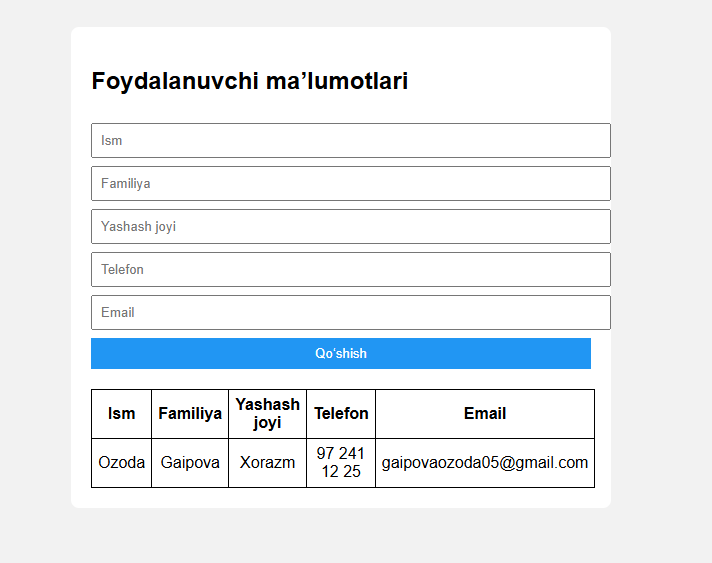 Foydalanuvchi ma’lumotlari
Ism
Familiya
Yashash joyi
Telefon
Email
Qo‘shish
Ism Familiya Yashash joyi Telefon Email
Ozoda Gaipova Xorazm 97 241 12 25 gaipovaozoda05@gmail.com